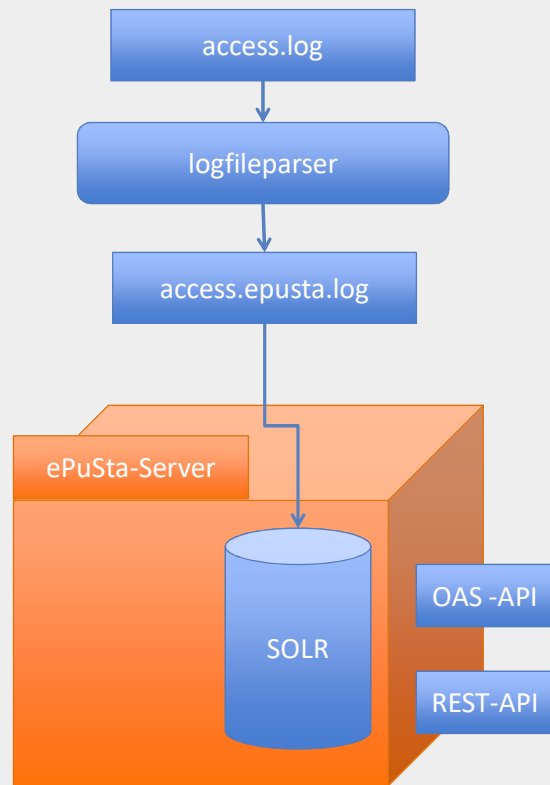 access.log
logfileparser
access.epusta.log
ePuSta-Server
OAS -API
SOLR
REST-API